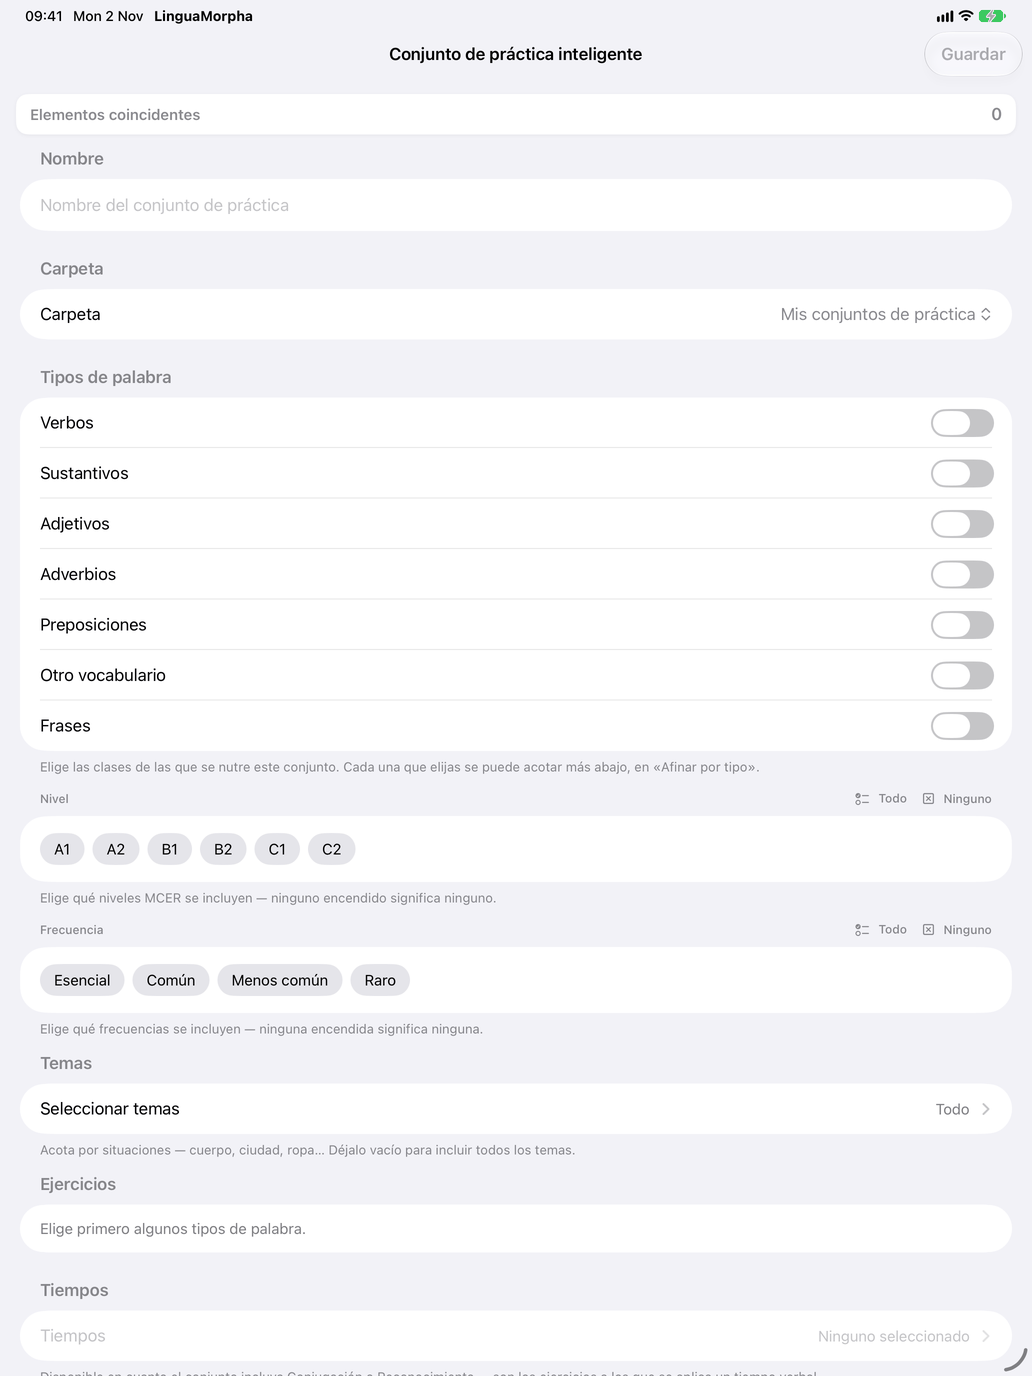 09:41 Mon 2 Nov LinguaMorpha
Conjunto de práctica inteligente
Guardar
Elementos coincidentes 0
Nombre
Nombre del conjunto de práctica
Carpeta
Carpeta Mis conjuntos de práctica
Tipos de palabra
Verbos
Sustantivos
Adjetivos
Adverbios
Preposiciones
Otro vocabulario
Frases
Elige las clases de las que se nutre este conjunto. Cada una que elijas se puede acotar más abajo, en «Afinar por tipo».
Nivel Todo Ninguno
A1 A2 B1 B2 C1 C2
Elige qué niveles MCER se incluyen — ninguno encendido significa ninguno.
Frecuencia Todo Ninguno
Esencial Común Menos común Raro
Elige qué frecuencias se incluyen — ninguna encendida significa ninguna.
Temas
Seleccionar temas Todo
Acota por situaciones — cuerpo, ciudad, ropa... Déjalo vacío para incluir todos los temas.
Ejercicios
Elige primero algunos tipos de palabra.
Tiempos
Tiempos Ninguno seleccionado